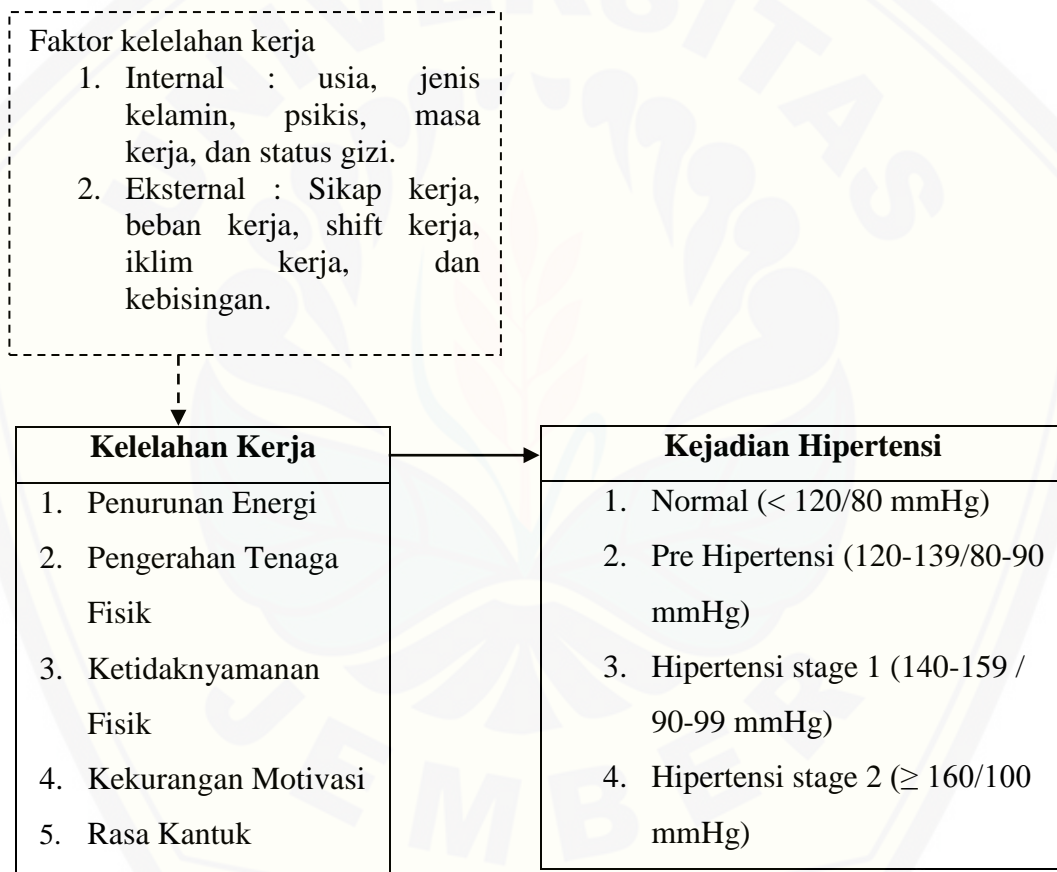 Faktor kelelahan kerja
1. Internal : usia, jenis
kelamin, psikis, masa
kerja, dan status gizi.
2. Eksternal : Sikap kerja,
beban kerja, shift kerja,
iklim kerja, dan
kebisingan.
Kelelahan Kerja
1. Penurunan Energi
2. Pengerahan Tenaga
Fisik
3. Ketidaknyamanan
Fisik
4. Kekurangan Motivasi
5. Rasa Kantuk
Kejadian Hipertensi
1. Normal (< 120/80 mmHg)
2. Pre Hipertensi (120-139/80-90
mmHg)
3. Hipertensi stage 1 (140-159 /
90-99 mmHg)
4. Hipertensi stage 2 (≥ 160/100
mmHg)
UNIVERSITAS
JEMBER